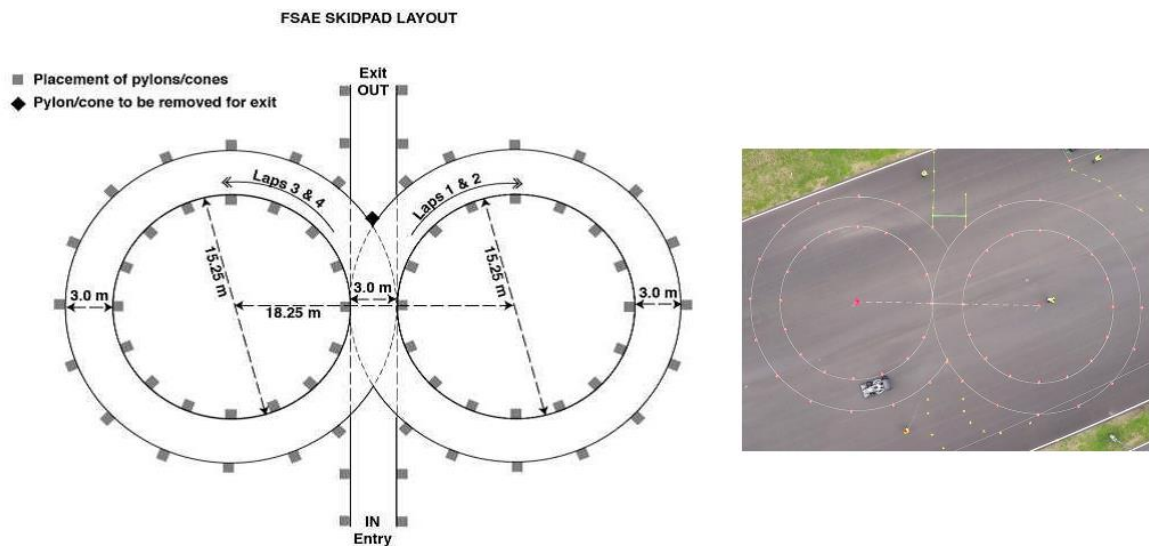 FSAE SKIDPAD LAYOUT
Placement of pylons/cones
Pylon/cone to be removed for exit
Exit
OUT
Laps 3 & 4
Laps 1 & 2
15.25 m
15.25 m
3.0 m
3.0 m
3.0 m
18.25 m
IN
Entry